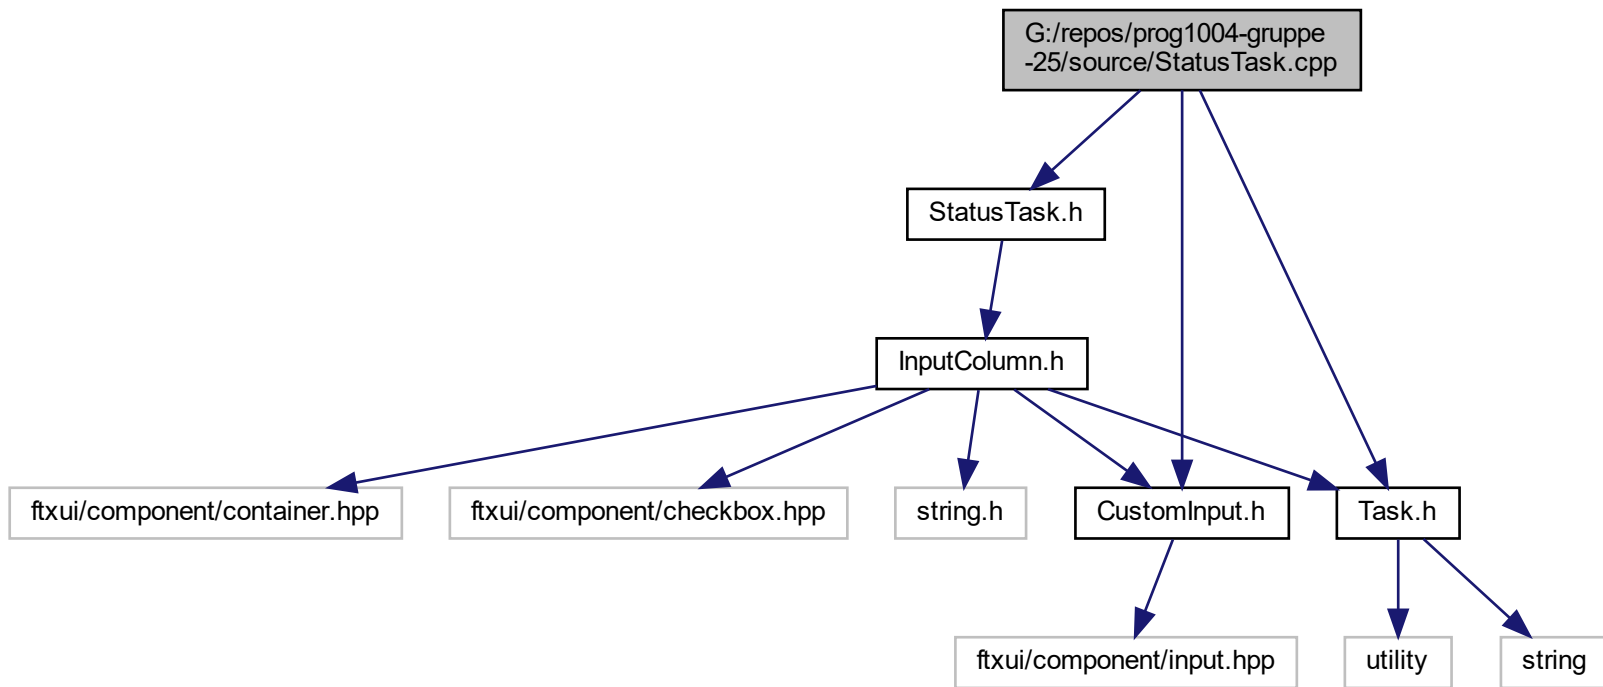 G:/repos/prog1004-gruppe
-25/source/StatusTask.cpp
StatusTask.h
InputColumn.h
ftxui/component/container.hpp
ftxui/component/checkbox.hpp
string.h
CustomInput.h
Task.h
ftxui/component/input.hpp
utility
string